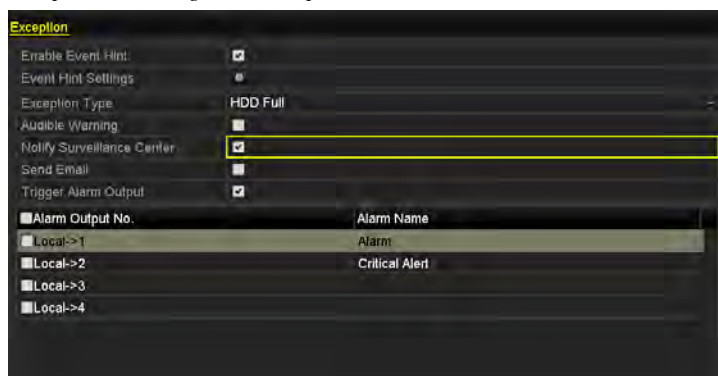 Exception
Enable Event Hint
Event Hint Settings
Exception Type HDD Full
Audible Warning
Notify Surveillance Center
Send Email
Trigger Alarm Output
Alarm Output No. Alarm Name
Local->1 Alarm
Local->2 Critical Alert
Local->3
Local->4